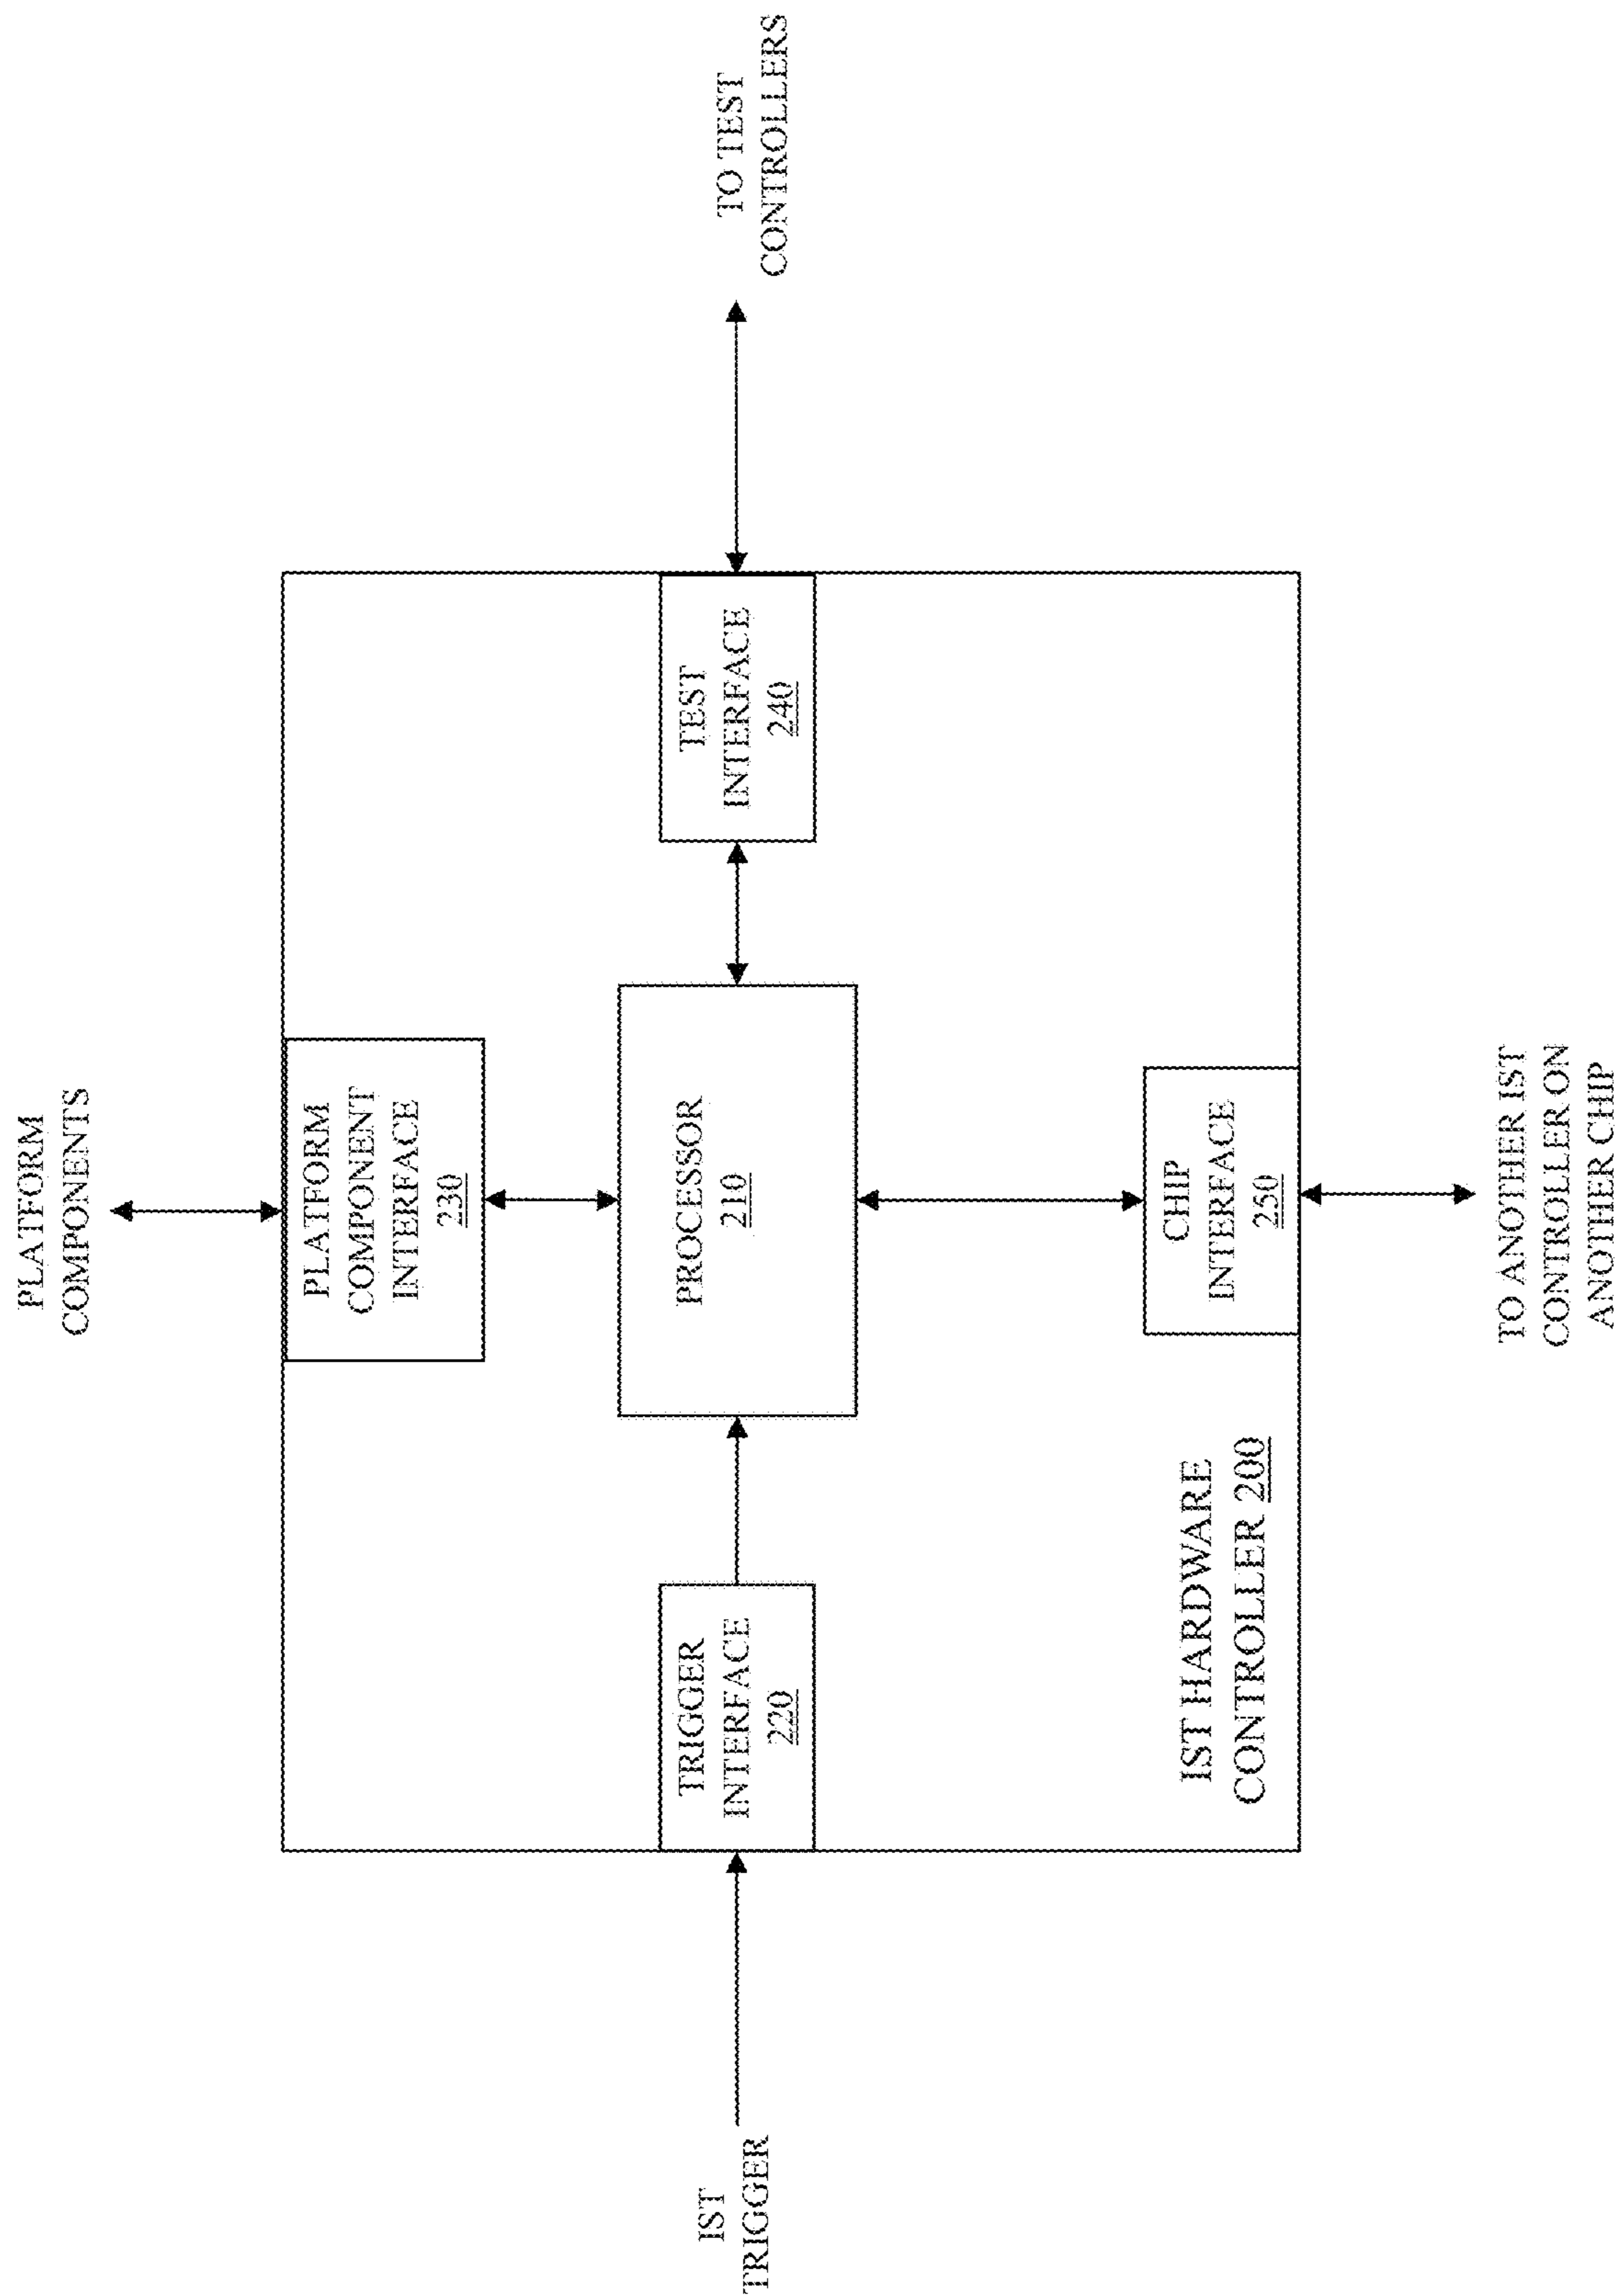 PLATFORM
COMPONENTS
IST
TRIGGER
TRIGGER
INTERFACE
220
PLATFORM
COMPONENT
INTERFACE
230
PROCESSOR
210
TEST
INTERFACE
240
TO TEST
CONTROLLERS
CHIP
INTERFACE
250
IST HARDWARE
CONTROLLER 200
TO ANOTHER IST
CONTROLLER ON
ANOTHER CHIP